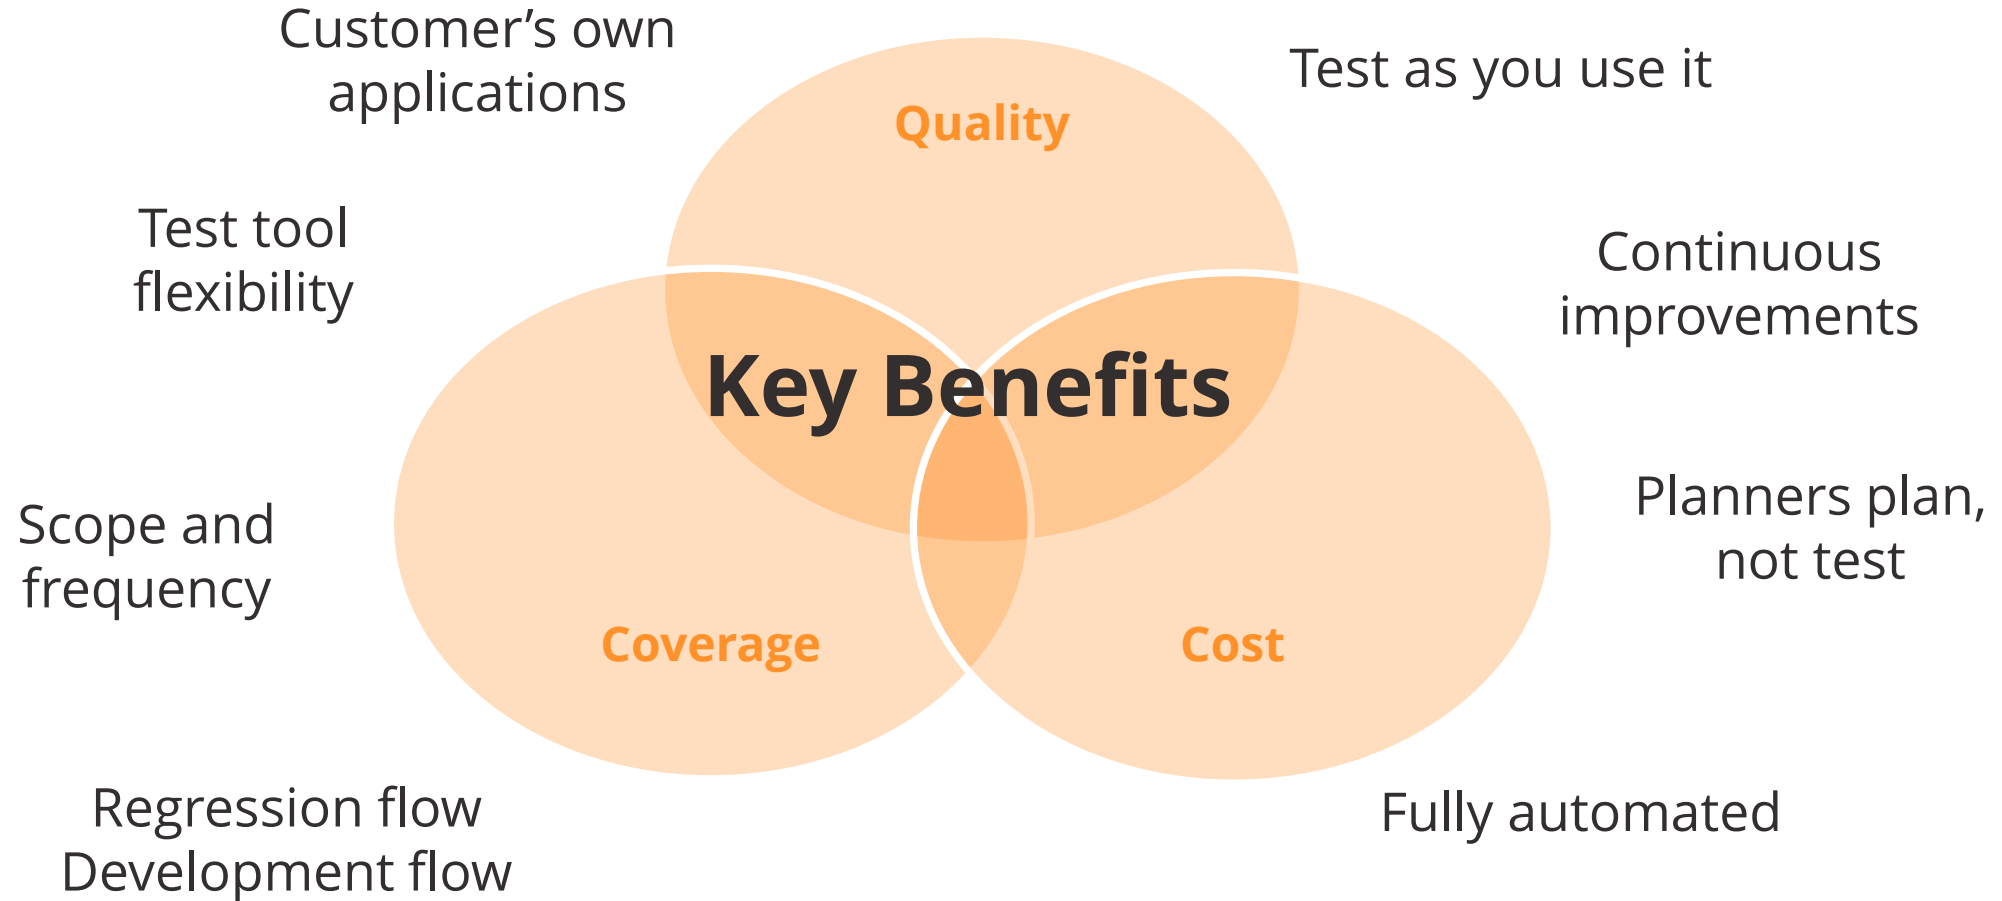 Customer’s own
applications
Test as you use it
Quality
Test tool
flexibility
Continuous
improvements
Key Benefits
Scope and
frequency
Planners plan,
not test
Coverage
Cost
Regression flow
Development flow
Fully automated